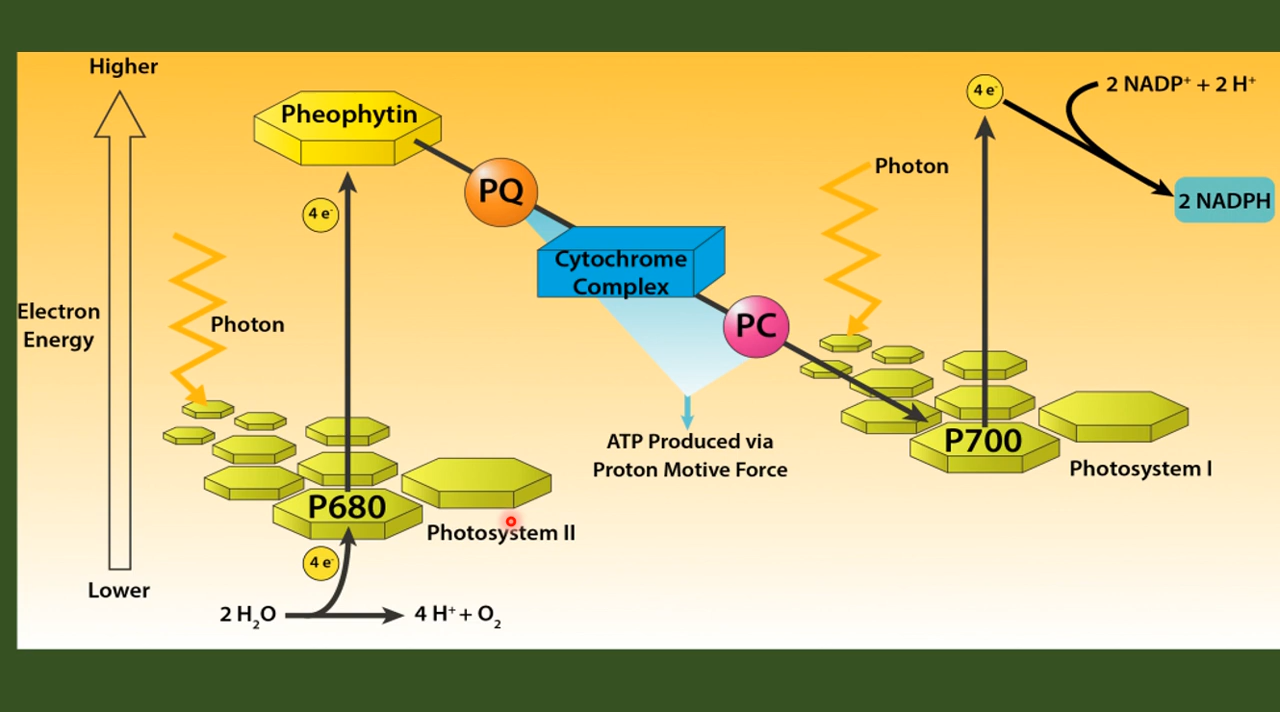 Higher
Electron
Energy
Lower
Pheophytin
4 e⁻
Photon
P680
Photosystem II
4 e⁻
2 H₂O
4 H⁺ + O₂
PQ
Cytochrome
Complex
PC
ATP Produced via
Proton Motive Force
4 e⁻
2 NADP⁺ + 2 H⁺
2 NADPH
Photon
P700
Photosystem I